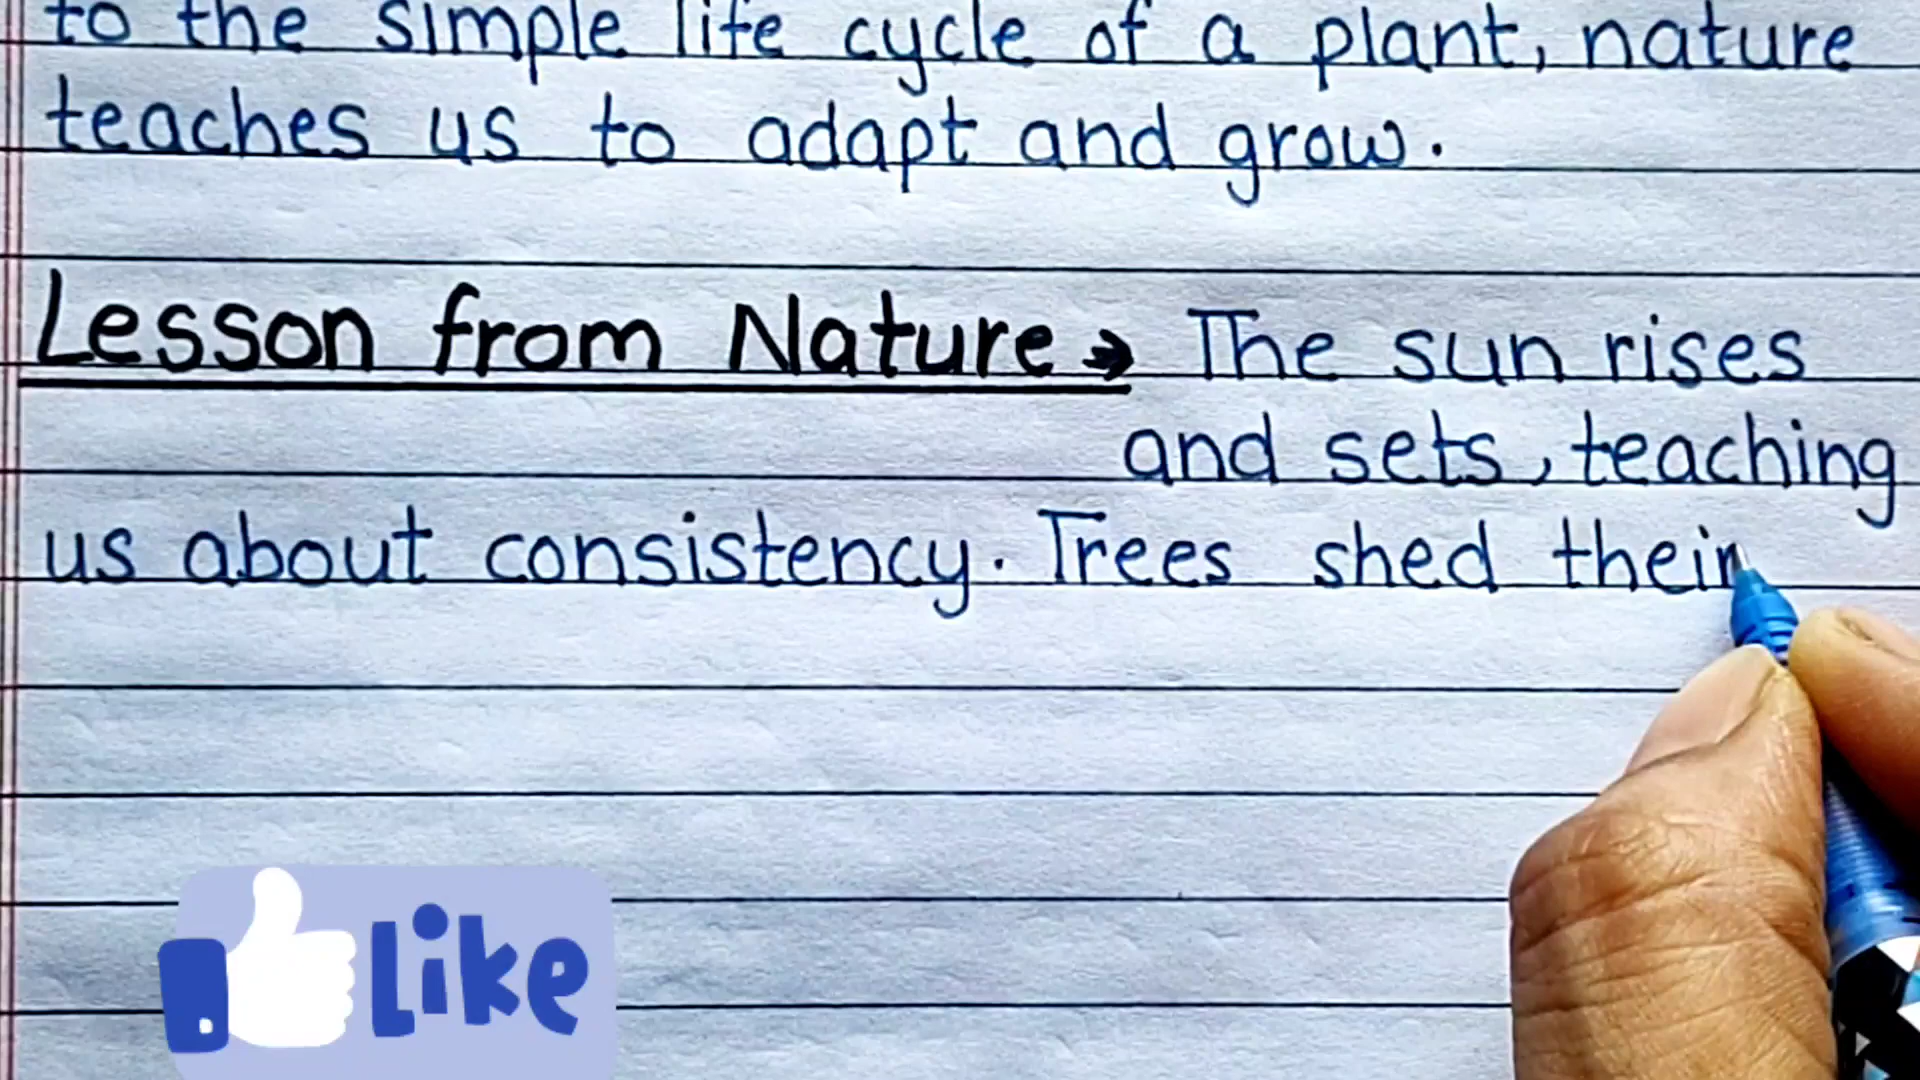 to the simple life cycle of a plant, nature
teaches us to adapt and grow.
Lesson from Nature → The sun rises
and sets, teaching
us about consistency. Trees shed their
Like